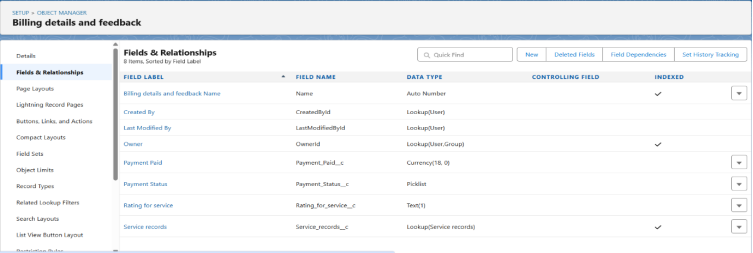 SETUP > OBJECT MANAGER
Billing details and feedback
Details
Fields & Relationships
Page Layouts
Lightning Record Pages
Buttons, Links, and Actions
Compact Layouts
Field Sets
Object Limits
Record Types
Related Lookup Filters
Search Layouts
List View Button Layout
Restriction Rules
Fields & Relationships
8 Items, Sorted by Field Label
Quick Find
New
Deleted Fields
Field Dependencies
Set History Tracking
FIELD LABEL FIELD NAME DATA TYPE CONTROLLING FIELD INDEXED
Billing details and feedback Name Name Auto Number
Created By CreatedById Lookup(User)
Last Modified By LastModifiedById Lookup(User)
Owner OwnerId Lookup(User,Group)
Payment Paid Payment_Paid__c Currency(18, 0)
Payment Status Payment_Status__c Picklist
Rating for service Rating_for_service__c Text(1)
Service records Service_records__c Lookup(Service records)